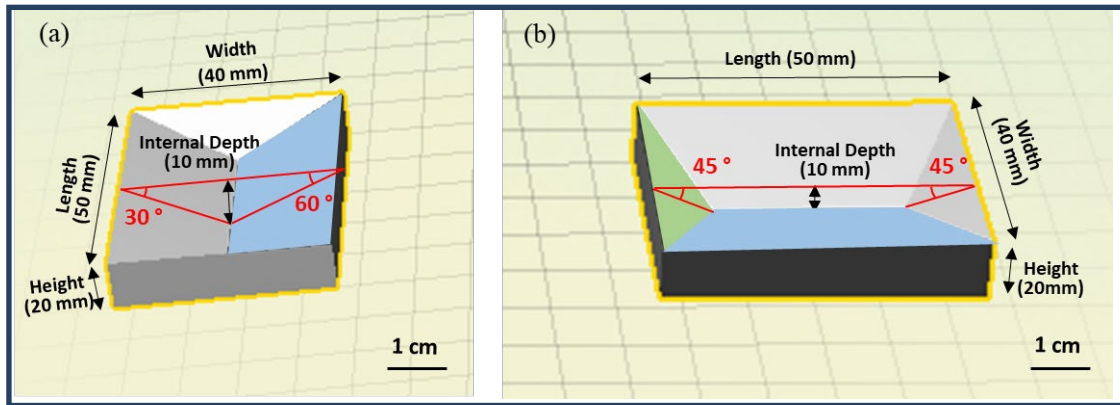 (a)
Width
(40 mm)
Internal Depth
(10 mm)
Length
(50 mm)
30 °
60 °
Height
(20 mm)
1 cm
(b)
Length (50 mm)
Width
(40 mm)
Internal Depth
(10 mm)
45 °
45 °
Height
(20mm)
1 cm